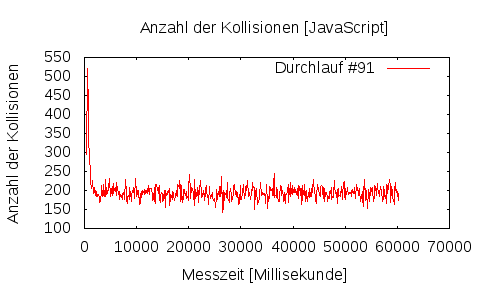 Anzahl der Kollisionen [JavaScript]
Durchlauf #91
Anzahl der Kollisionen
550
500
450
400
350
300
250
200
150
100
0 10000 20000 30000 40000 50000 60000 70000
Messzeit [Millisekunde]